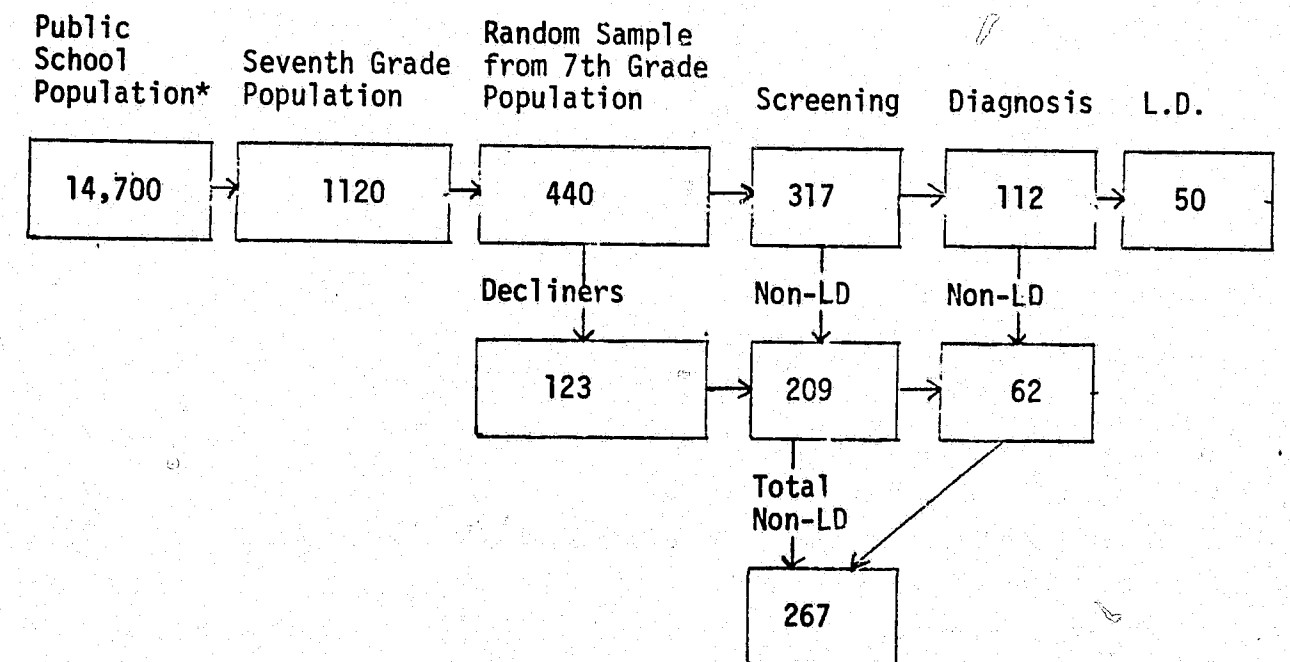 Public
School
Population*
Seventh Grade
Population
Random Sample
from 7th Grade
Population
Screening
Diagnosis
L.D.
14,700
1120
440
317
112
50
Decliners
Non-LD
Non-LD
123
209
62
Total
Non-LD
267